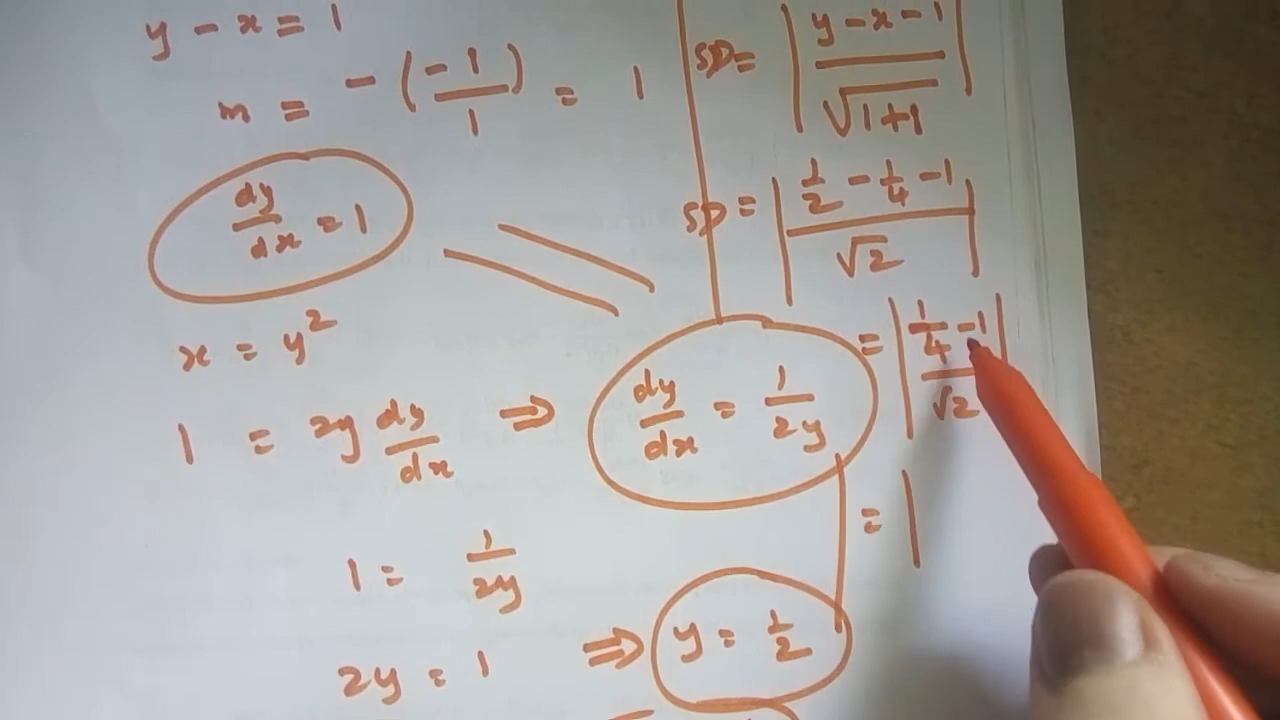 y - x = 1
m = - (-1/1) = 1
dy/dx = 1
x = y²
1 = 2y dy/dx ⇒ dy/dx = 1/2y
1 = 1/2y
2y = 1 ⇒ y = 1/2
SD = |y - x - 1 / √1+1|
SD = |1/2 - 1/4 - 1 / √2|
= |1/4 - 1 / √2|
= |